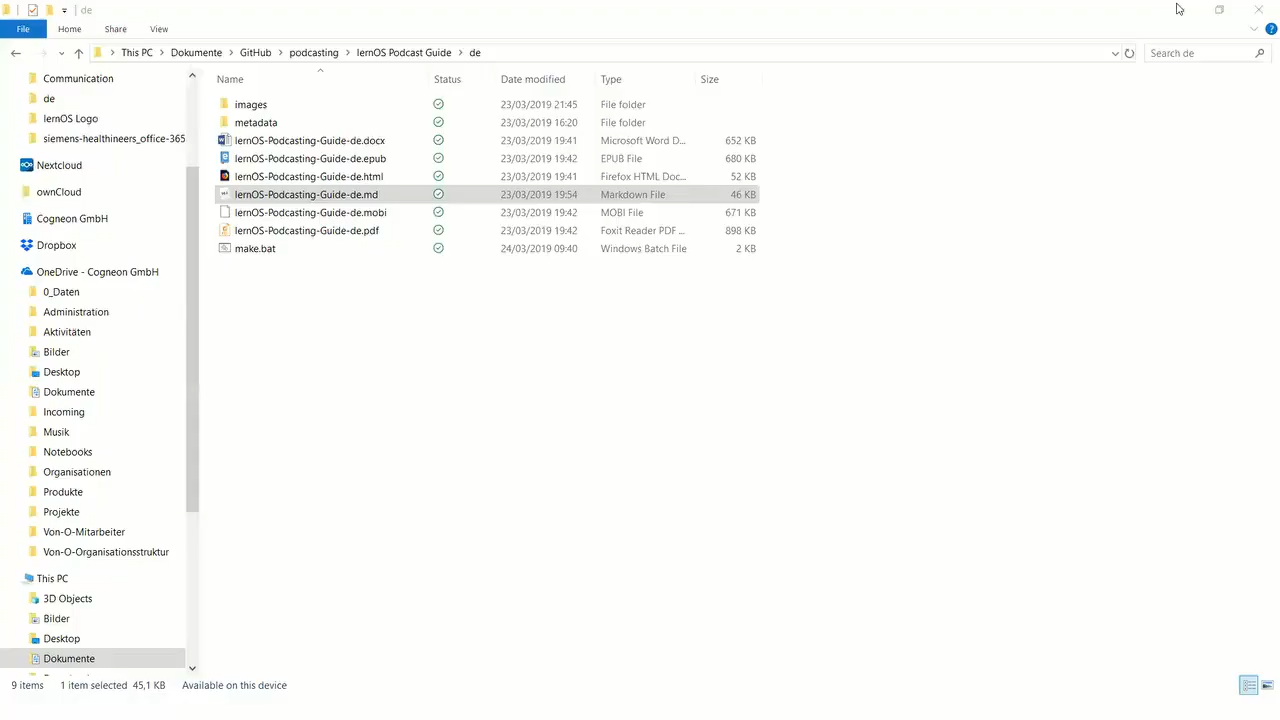 de
File Home Share View
This PC Dokumente GitHub podcasting lernOS Podcast Guide de Search de
Name Status Date modified Type Size
Communication
de
lernOS Logo
siemens-healthineers_office-365
Nextcloud
ownCloud
Cogneon GmbH
Dropbox
OneDrive - Cogneon GmbH
0_Daten
Administration
Aktivitäten
Bilder
Desktop
Dokumente
Incoming
Musik
Notebooks
Organisationen
Produkte
Projekte
Von-O-Mitarbeiter
Von-O-Organisationsstruktur
This PC
3D Objects
Bilder
Desktop
Dokumente
images 23/03/2019 21:45 File folder
metadata 23/03/2019 16:20 File folder
lernOS-Podcasting-Guide-de.docx 23/03/2019 19:41 Microsoft Word D... 652 KB
lernOS-Podcasting-Guide-de.epub 23/03/2019 19:42 EPUB File 680 KB
lernOS-Podcasting-Guide-de.html 23/03/2019 19:41 Firefox HTML Doc... 52 KB
lernOS-Podcasting-Guide-de.md 23/03/2019 19:54 Markdown File 46 KB
lernOS-Podcasting-Guide-de.mobi 23/03/2019 19:42 MOBI File 671 KB
lernOS-Podcasting-Guide-de.pdf 23/03/2019 19:42 Foxit Reader PDF ... 898 KB
make.bat 24/03/2019 09:40 Windows Batch File 2 KB
9 items 1 item selected 45,1 KB Available on this device